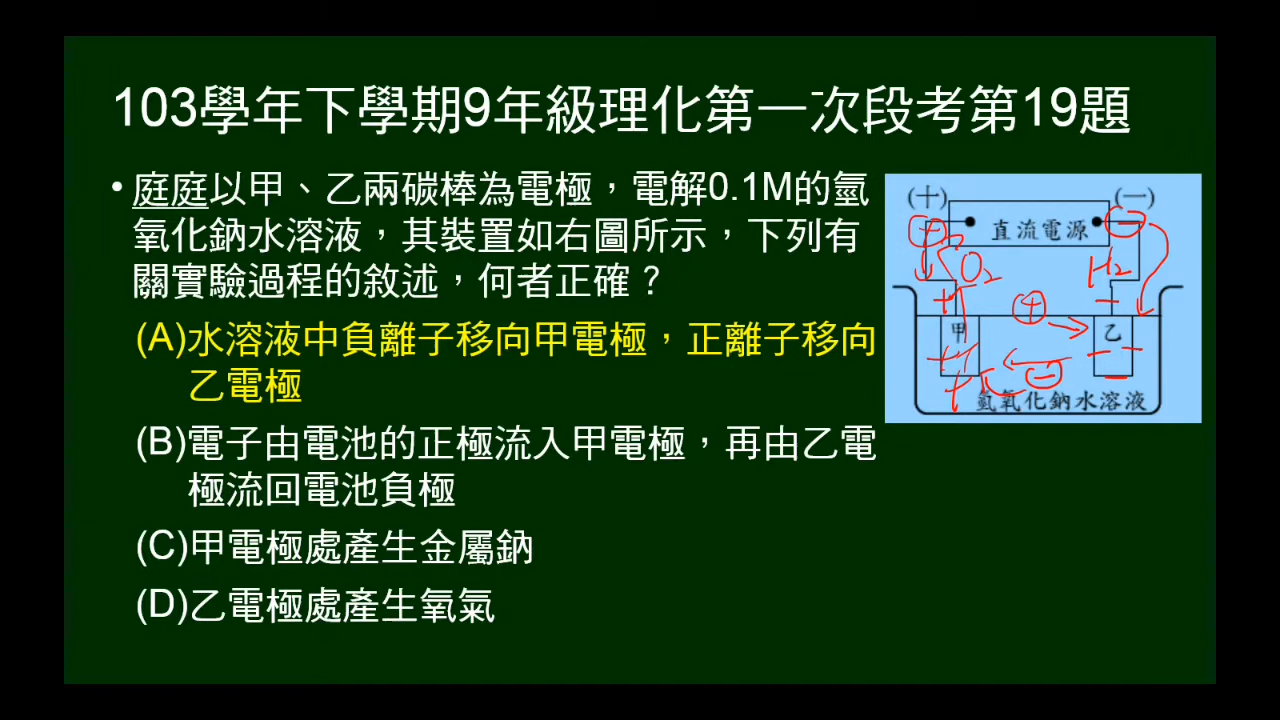 103學年下學期9年級理化第一次段考第19題
• 庭庭以甲、乙兩碳棒為電極，電解0.1M的氫
氧化鈉水溶液，其裝置如右圖所示，下列有
關實驗過程的敘述，何者正確？
(A)水溶液中負離子移向甲電極，正離子移向
乙電極
(B)電子由電池的正極流入甲電極，再由乙電
極流回電池負極
(C)甲電極處產生金屬鈉
(D)乙電極處產生氧氣
(十) (一)
直流電源
+ −
O₂ H₂
+ −
+
甲 乙
−
氫氧化鈉水溶液